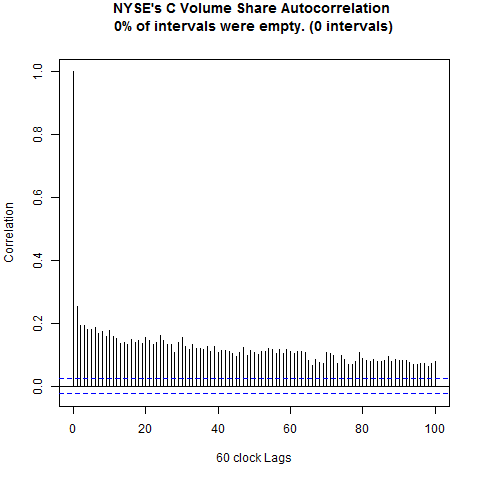 NYSE's C Volume Share Autocorrelation
0% of intervals were empty. (0 intervals)
Correlation
1.0
0.8
0.6
0.4
0.2
0.0
0 20 40 60 80 100
60 clock Lags